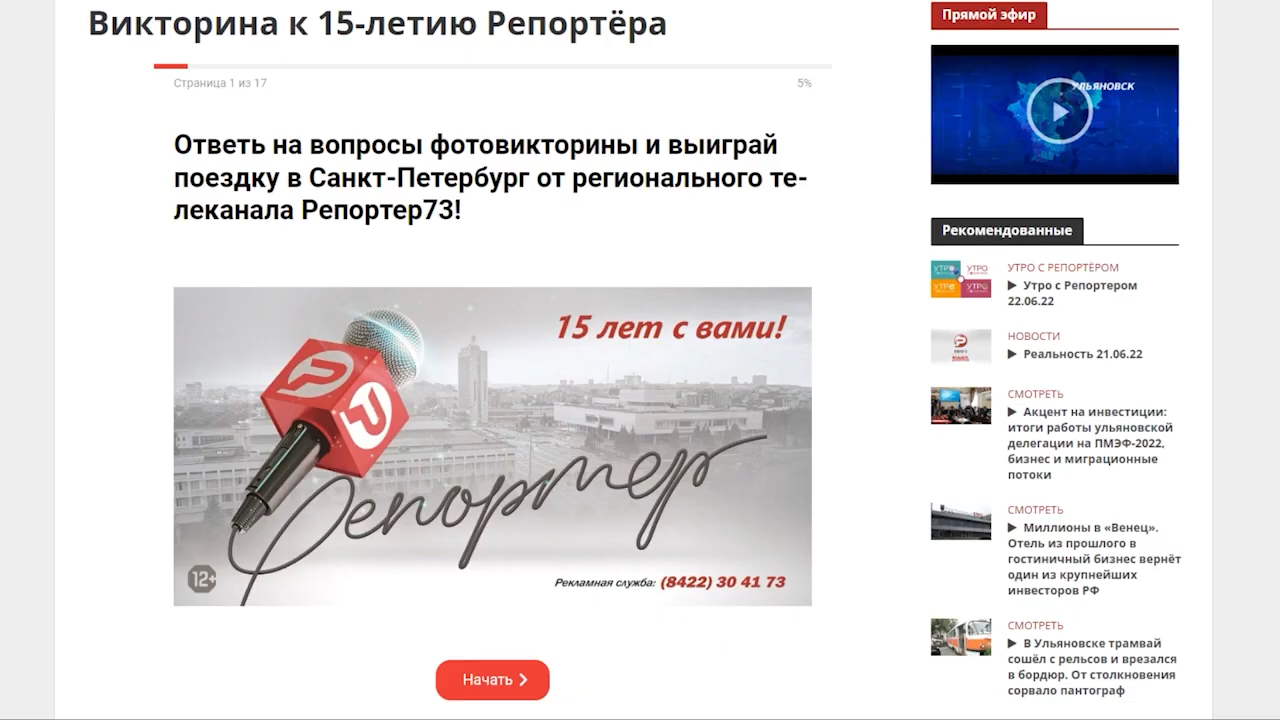 Викторина к 15-летию Репортёра
Страница 1 из 17
5%
Ответь на вопросы фотовикторины и выиграй
поездку в Санкт-Петербург от регионального те-
леканала Репортер73!
15 лет с вами!
Репортер
12+
Рекламная служба: (8422) 30 41 73
Начать
Прямой эфир
УЛЬЯНОВСК
Рекомендованные
УТРО
УТРО
УТРО
УТРО
УТРО С РЕПОРТЁРОМ
Утро с Репортером
22.06.22
НОВОСТИ
Реальность 21.06.22
СМОТРЕТЬ
Акцент на инвестиции:
итоги работы ульяновской
делегации на ПМЭФ-2022,
бизнес и миграционные
потоки
СМОТРЕТЬ
Миллионы в «Венец».
Отель из прошлого в
гостиничный бизнес вернёт
один из крупнейших
инвесторов РФ
СМОТРЕТЬ
В Ульяновске трамвай
сошёл с рельсов и врезался
в бордюр. От столкновения
сорвало пантограф